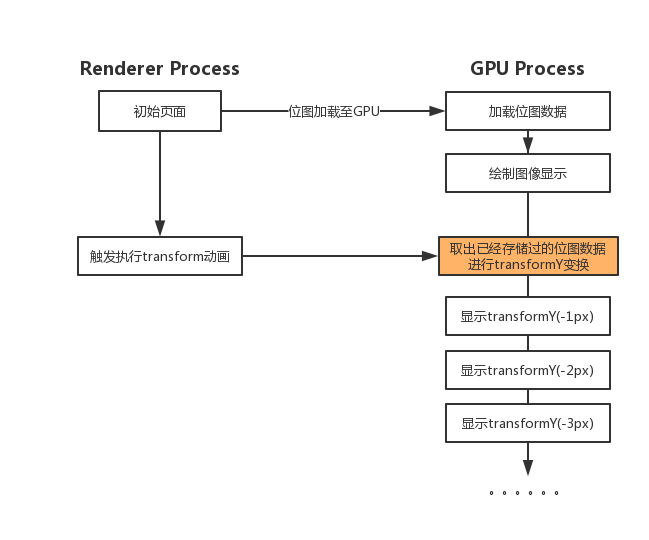 Renderer Process
GPU Process
初始页面
位图加载至GPU
加载位图数据
绘制图像显示
触发执行transform动画
取出已经存储过的位图数据
进行transformY变换
显示transformY(-1px)
显示transformY(-2px)
显示transformY(-3px)
。。。。。。